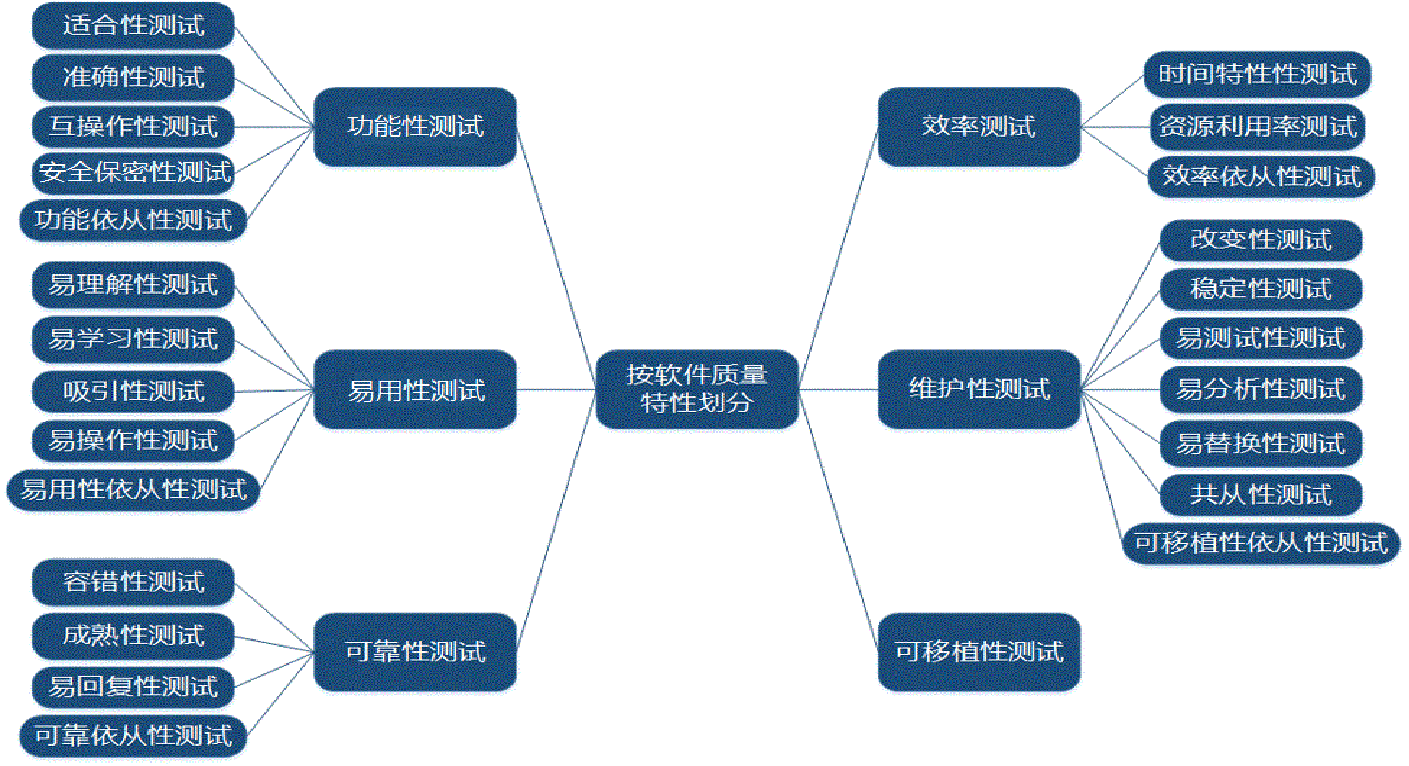 适合性测试
准确性测试
互操作性测试
安全保密性测试
功能依从性测试
功能性测试
易理解性测试
易学习性测试
吸引性测试
易操作性测试
易用性依从性测试
易用性测试
容错性测试
成熟性测试
易回复性测试
可靠依从性测试
可靠性测试
按软件质量
特性划分
效率测试
时间特性性测试
资源利用率测试
效率依从性测试
维护性测试
改变性测试
稳定性测试
易测试性测试
易分析性测试
易替换性测试
共从性测试
可移植性依从性测试
可移植性测试